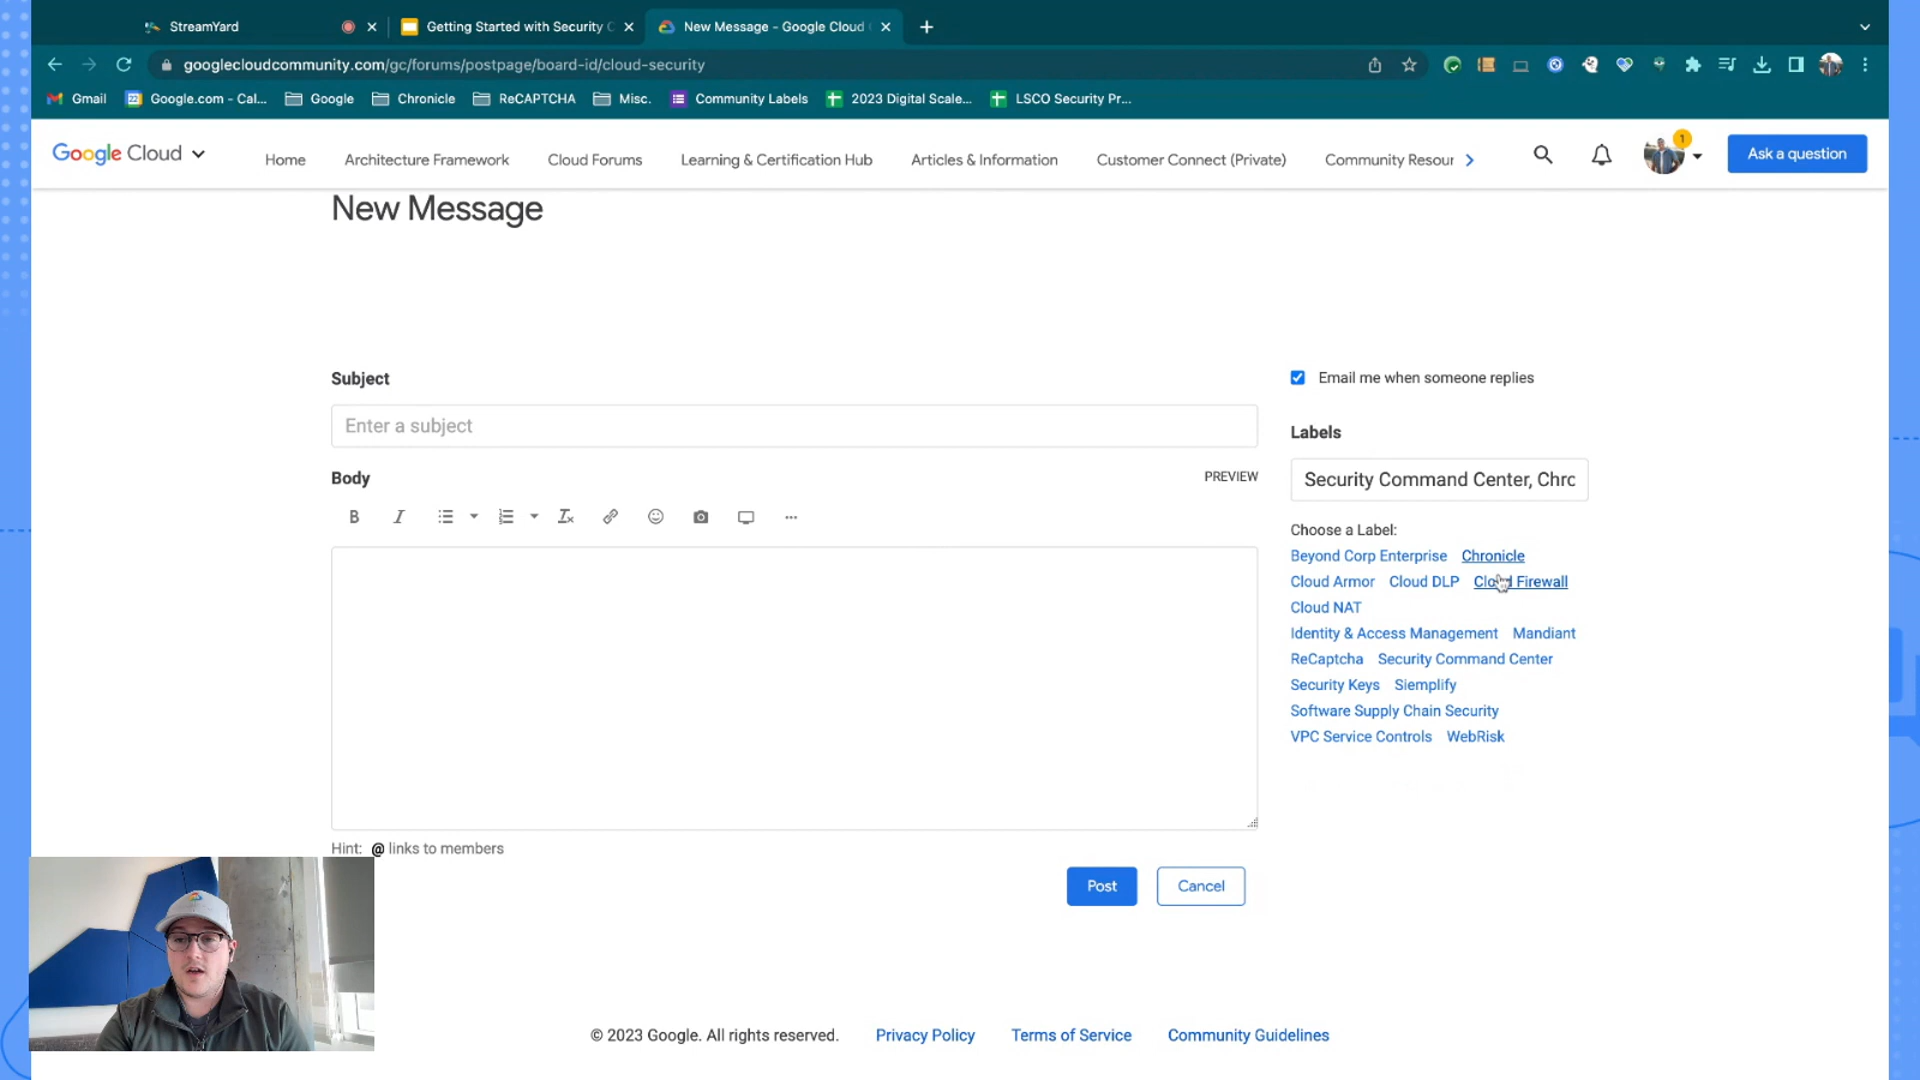 StreamYard
Getting Started with Security C
New Message - Google Cloud
googlecloudcommunity.com/gc/forums/postpage/board-id/cloud-security
Gmail
Google.com - Cal...
Google
Chronicle
ReCAPTCHA
Misc.
Community Labels
2023 Digital Scale...
LSCO Security Pr...
Google Cloud
Home
Architecture Framework
Cloud Forums
Learning & Certification Hub
Articles & Information
Customer Connect (Private)
Community Resour
1
Ask a question
New Message
Subject
Enter a subject
Body
PREVIEW
Email me when someone replies
Labels
Security Command Center, Chrc
Choose a Label:
Beyond Corp Enterprise Chronicle
Cloud Armor Cloud DLP Cloud Firewall
Cloud NAT
Identity & Access Management Mandiant
ReCaptcha Security Command Center
Security Keys Siemplify
Software Supply Chain Security
VPC Service Controls WebRisk
Hint: @ links to members
Post
Cancel
© 2023 Google. All rights reserved.
Privacy Policy
Terms of Service
Community Guidelines